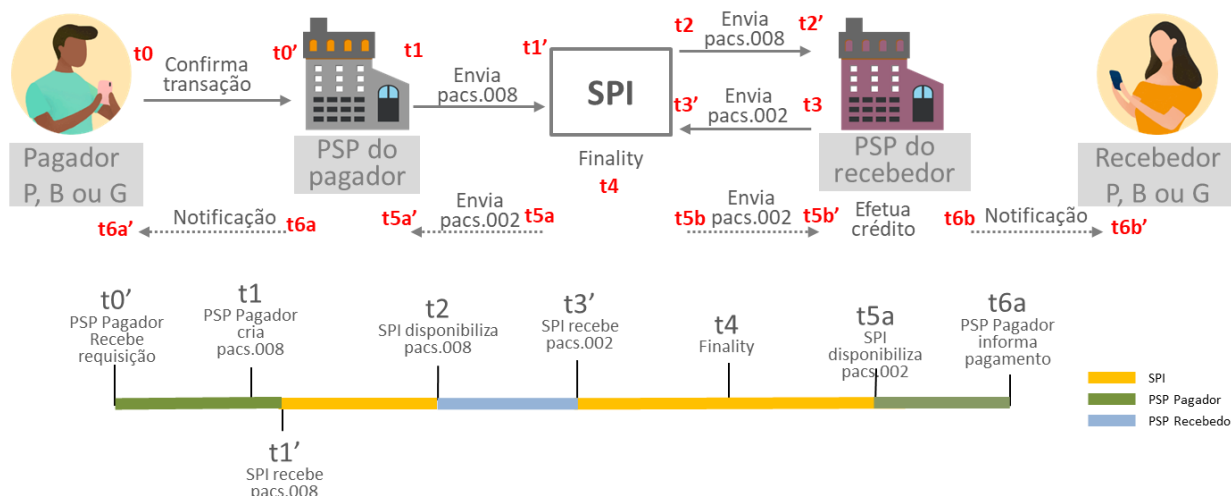 t0
Confirma
transação
t0’
t1
Envia
pacs.008
t1’
SPI
t2
Envia
pacs.008
t2’
t3’
Envia
pacs.002
t3
Pagador
P, B ou G
PSP do
pagador
Finality
t4
PSP do
recebedor
Recebedor
P, B ou G
t6a’
Notificação
t6a
t5a’
Envia
pacs.002
t5a
t5b
Envia
pacs.002
t5b’
Efetua
crédito
t6b
Notificação
t6b’
t0’
PSP Pagador
Recebe
requisição
t1
PSP Pagador
cria
pacs.008
t2
SPI disponibiliza
pacs.008
t3’
SPI recebe
pacs.002
t4
Finality
t5a
SPI
disponibiliza
pacs.002
t6a
PSP Pagador
informa
pagamento
t1’
SPI recebe
pacs.008
SPI
PSP Pagador
PSP Recebedo